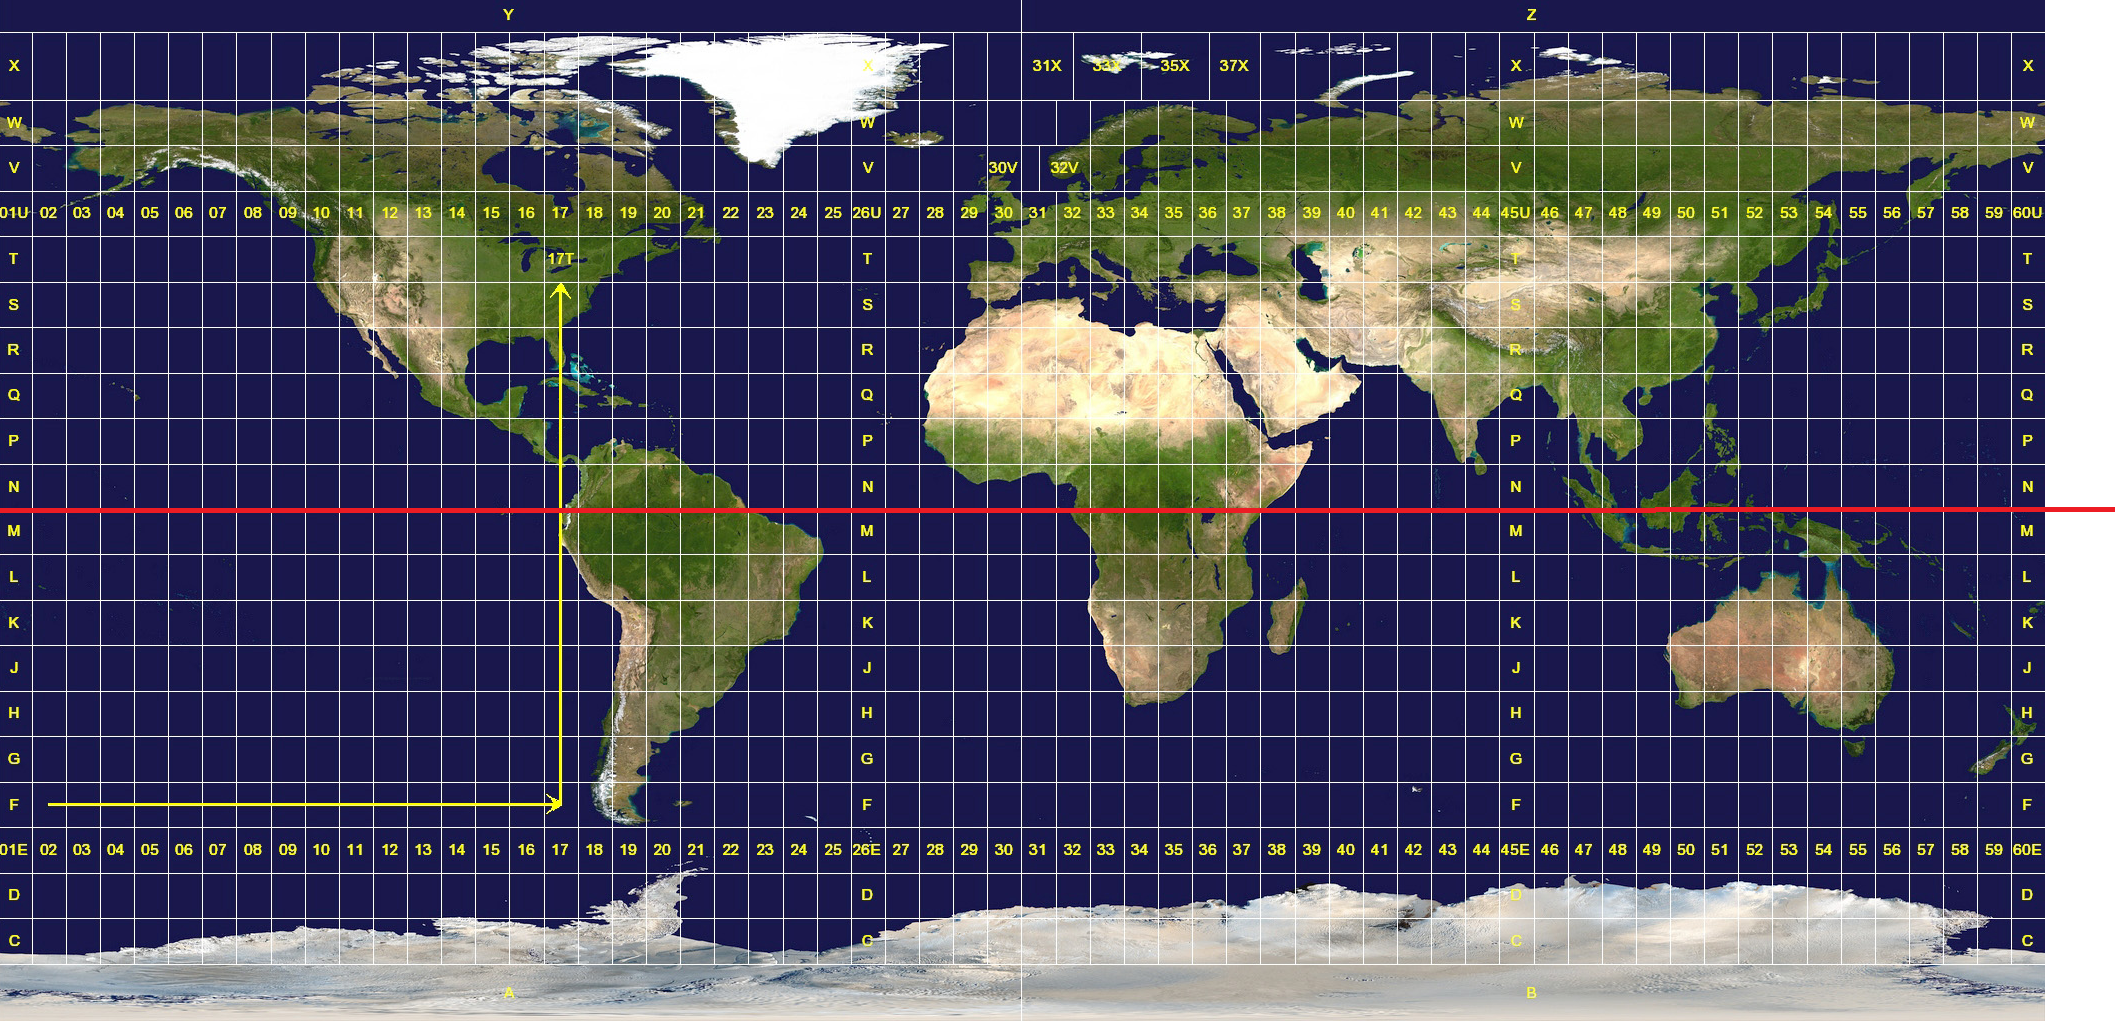 Y Z
X X 31X 33X 35X 37X X X
W W W W
V V 30V 32V V V
01U 02 03 04 05 06 07 08 09 10 11 12 13 14 15 16 17 18 19 20 21 22 23 24 25 26U 27 28 29 30 31 32 33 34 35 36 37 38 39 40 41 42 43 44 45U 46 47 48 49 50 51 52 53 54 55 56 57 58 59 60U
T 17T T T T
S S S S
R R R R
Q Q Q Q
P P P P
N N N N
M M M M
L L L L
K K K K
J J J J
H H H H
G G G G
F F F F
01E 02 03 04 05 06 07 08 09 10 11 12 13 14 15 16 17 18 19 20 21 22 23 24 25 26E 27 28 29 30 31 32 33 34 35 36 37 38 39 40 41 42 43 44 45E 46 47 48 49 50 51 52 53 54 55 56 57 58 59 60E
D D D D
C C C C
A B